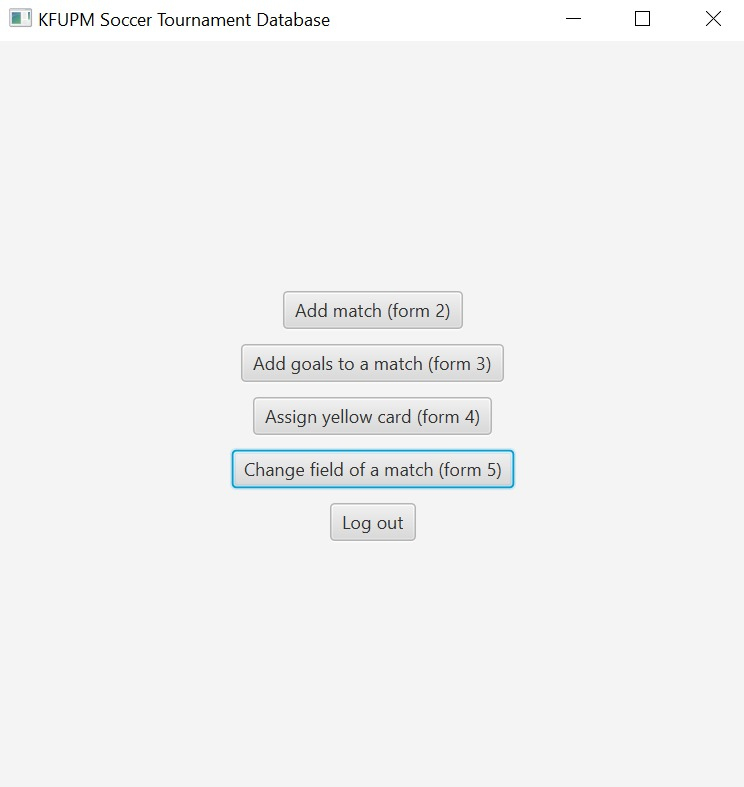 KFUPM Soccer Tournament Database
Add match (form 2)
Add goals to a match (form 3)
Assign yellow card (form 4)
Change field of a match (form 5)
Log out